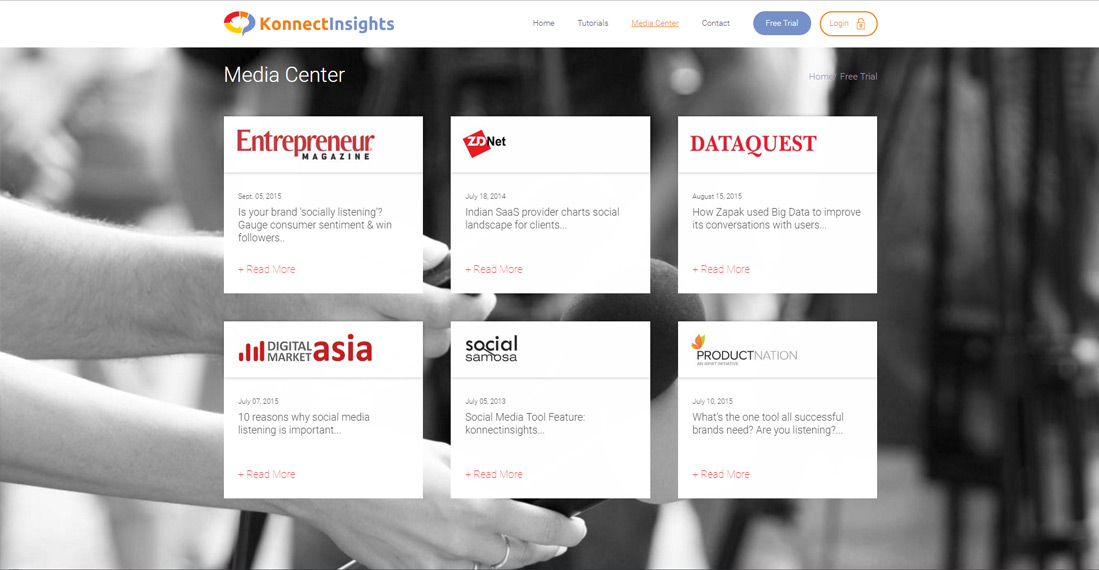 KonnectInsights
Home Tutorials Media Center Contact Free Trial Login
Media Center
Home Free Trial
Entrepreneur
MAGAZINE
Sept. 05, 2015
Is your brand 'socially listening'?
Gauge consumer sentiment & win
followers..
+ Read More
ZDNet
July 18, 2014
Indian SaaS provider charts social
landscape for clients...
+ Read More
DATAQUEST
August 15, 2015
How Zapak used Big Data to improve
its conversations with users...
+ Read More
DIGITAL
MARKET asia
July 07, 2015
10 reasons why social media
listening is important...
+ Read More
social
samosa
July 05, 2013
Social Media Tool Feature:
konnectinsights...
+ Read More
PRODUCTNATION
AN iSPIRT INITIATIVE
July 10, 2015
What's the one tool all successful
brands need? Are you listening?...
+ Read More